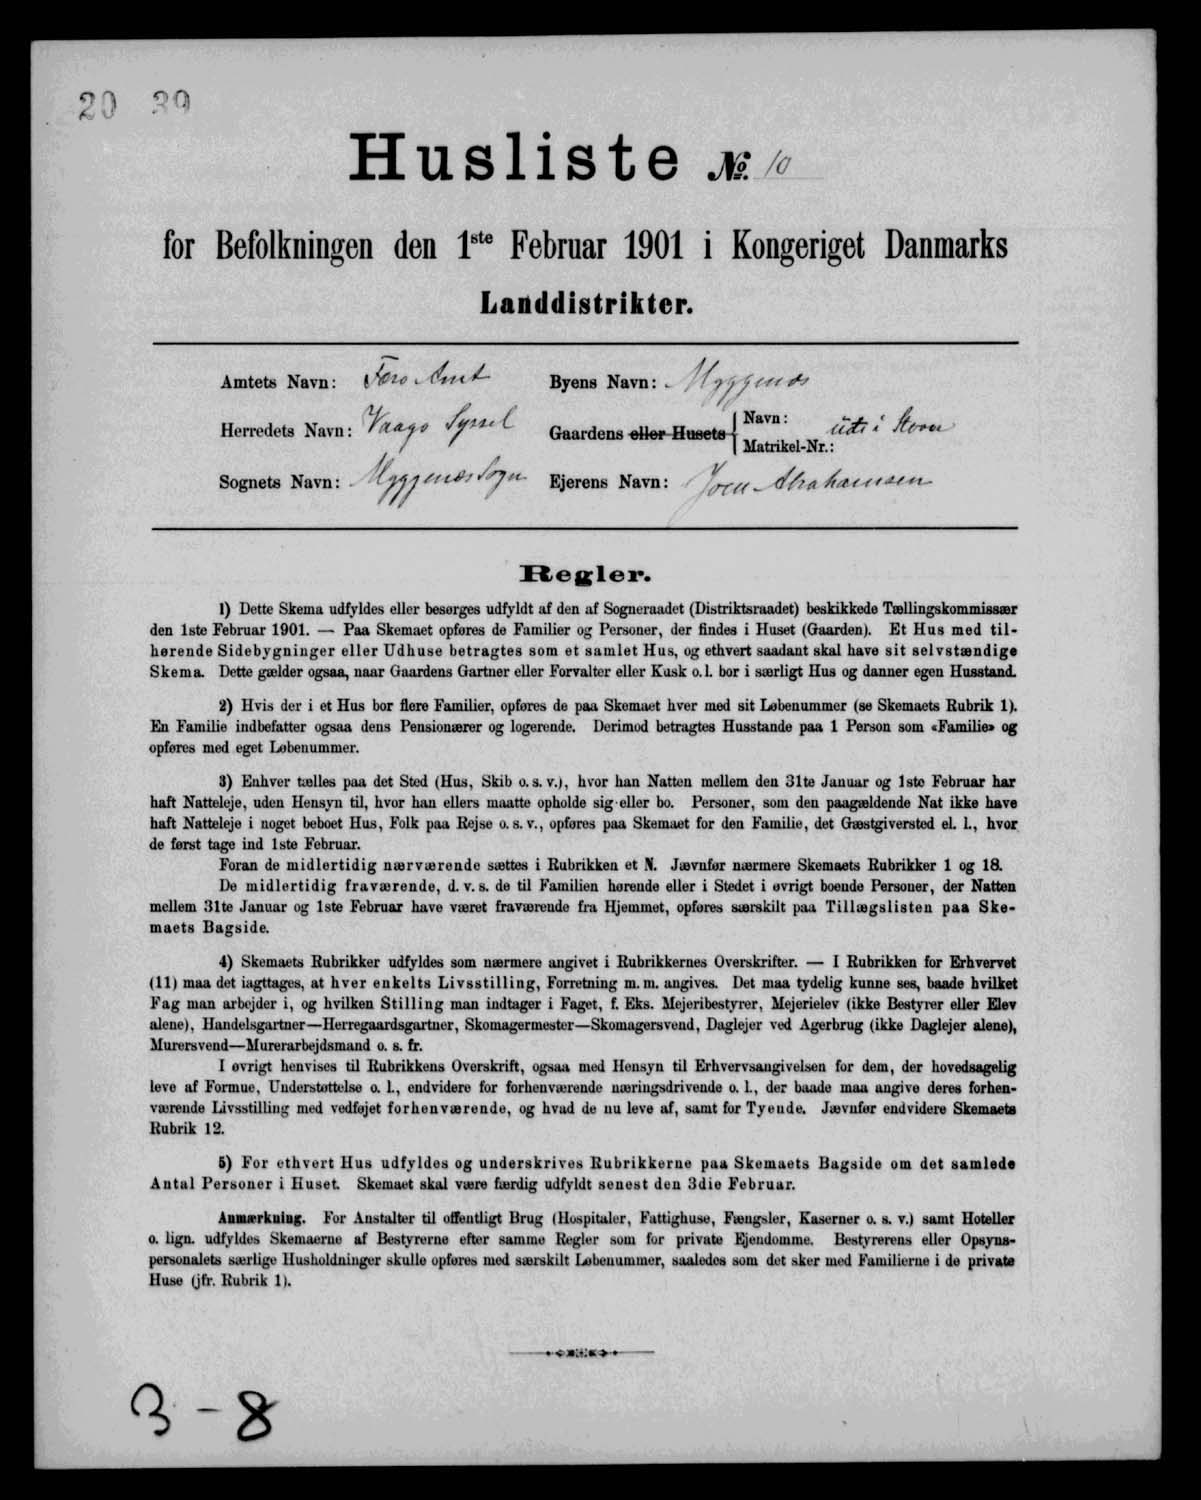 20 39
Husliste No. 10
for Befolkningen den 1ste Februar 1901 i Kongeriget Danmarks
Landdistrikter.
Amtets Navn: Færø Amt
Byens Navn: Myggenæs
Herredets Navn: Vaagø Syssel
Gaardens eller Husets Navn: Matrikel-Nr.: uti i
Sognets Navn: Myggenæs Sogn
Ejerens Navn: Joen Abrahamsen
Regler.
1) Dette Skema udfyldes eller besørges udfyldt af den af Sogneraadet (Distriktsraadet) beskikkede Tællingskommissær
den 1ste Februar 1901. — Paa Skemaet opføres de Familier og Personer, der findes i Huset (Gaarden). Et Hus med til-
hørende Sidebygninger eller Udhuse betragtes som et samlet Hus, og ethvert saadant skal have sit selvstændige
Skema. Dette gælder ogsaa, naar Gaardens Gartner eller Forvalter eller Kusk o. l. bor i særligt Hus og danner egen Husstand.
2) Hvis der i et Hus bor flere Familier, opføres de paa Skemaet hver med sit Løbenummer (se Skemaets Rubrik 1).
En Familie indbefatter ogsaa dens Pensionærer og logerende. Derimod betragtes Husstande paa 1 Person som «Familie» og
opføres med eget Løbenummer.
3) Enhver tælles paa det Sted (Hus, Skib o. s. v.), hvor han Natten mellem den 31te Januar og 1ste Februar har
haft Natteleje, uden Hensyn til, hvor han ellers maatte opholde sig eller bo. Personer, som den paagældende Nat ikke have
haft Natteleje i noget beboet Hus, Folk paa Rejse o. s. v., opføres paa Skemaet for den Familie, det Gæstgiversted el. l., hvor
de først tage ind 1ste Februar.
Foran de midlertidig nærværende sættes i Rubrikken et N. Jævnfør nærmere Skemaets Rubrikker 1 og 18.
De midlertidig fraværende, d. v. s. de til Familien hørende eller i Stedet i øvrigt boende Personer, der Natten
mellem 31te Januar og 1ste Februar have været fraværende fra Hjemmet, opføres særskilt paa Tillægslisten paa Ske-
maets Bagside.
4) Skemaets Rubrikker udfyldes som nærmere angivet i Rubrikkernes Overskrifter. — I Rubrikken for Erhvervet
(11) maa det iagttages, at hver enkelts Livsstilling, Forretning m. m. angives. Det maa tydelig kunne ses, baade hvilket
Fag man arbejder i, og hvilken Stilling man indtager i Faget, f. Eks. Mejeribestyrer, Mejerielev (ikke Bestyrer eller Elev
alene), Handelsgartner—Herregaardsgartner, Skomagermester—Skomagersvend, Daglejer ved Agerbrug (ikke Daglejer alene),
Murersvend—Murerarbejdsmand o. s. fr.
I øvrigt henvises til Rubrikkens Overskrift, ogsaa med Hensyn til Erhvervsangivelsen for dem, der hovedsagelig
leve af Formue, Understøttelse o. l., endvidere for forhenværende næringsdrivende o. l., der baade maa angive deres forhen-
værende Livsstilling med vedføjet forhenværende, og hvad de nu leve af, samt for Tyende. Jævnfør endvidere Skemaets
Rubrik 12.
5) For ethvert Hus udfyldes og underskrives Rubrikkerne paa Skemaets Bagside om det samlede
Antal Personer i Huset. Skemaet skal være færdig udfyldt senest den 3die Februar.
Anmærkning. For Anstalter til offentligt Brug (Hospitaler, Fattighuse, Fængsler, Kaserner o. s. v.) samt Hoteller
o. lign. udfyldes Skemaerne af Bestyrerne efter samme Regler som for private Ejendomme. Bestyrerens eller Opsyns-
personalets særlige Husholdninger skulle opføres med særskilt Løbenummer, saaledes som det sker med Familierne i de private
Huse (jfr. Rubrik 1).
3 - 8